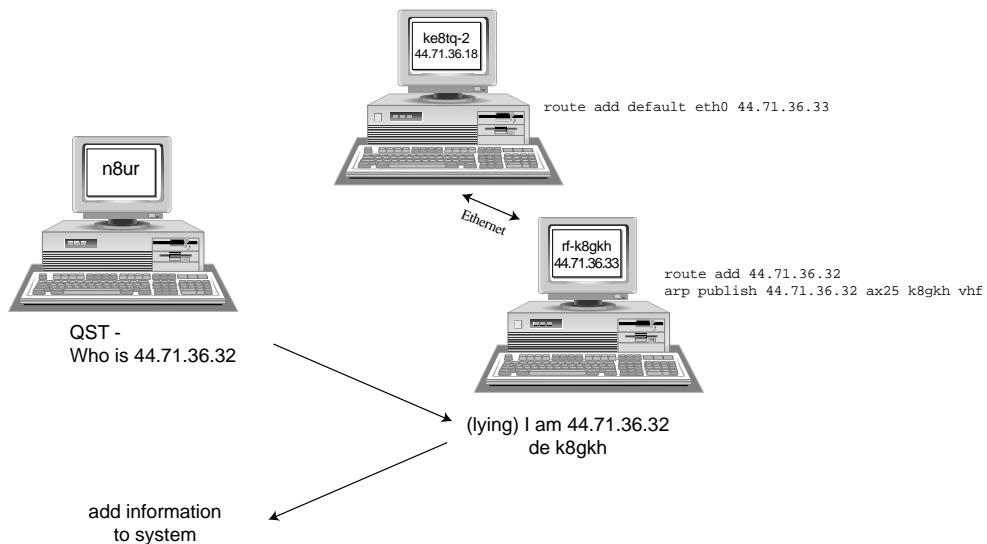 ke8tq-2
44.71.36.18
route add default eth0 44.71.36.33
n8ur
Ethernet
rf-k8gkh
44.71.36.33
route add 44.71.36.32
arp publish 44.71.36.32 ax25 k8gkh vhf
QST -
Who is 44.71.36.32
(lying) I am 44.71.36.32
de k8gkh
add information
to system